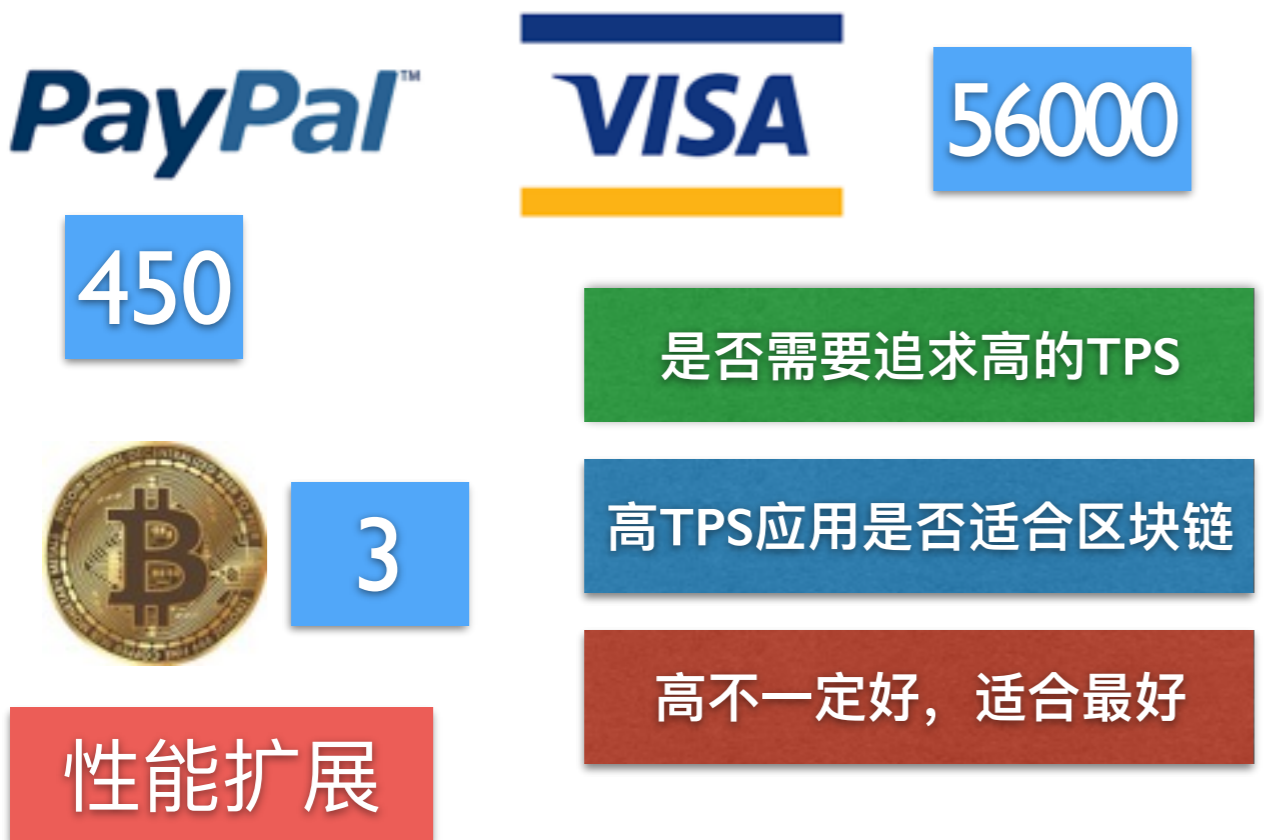 PayPal™
VISA
56000
450
是否需要追求高的TPS
高TPS应用是否适合区块链
3
高不一定好，适合最好
性能扩展